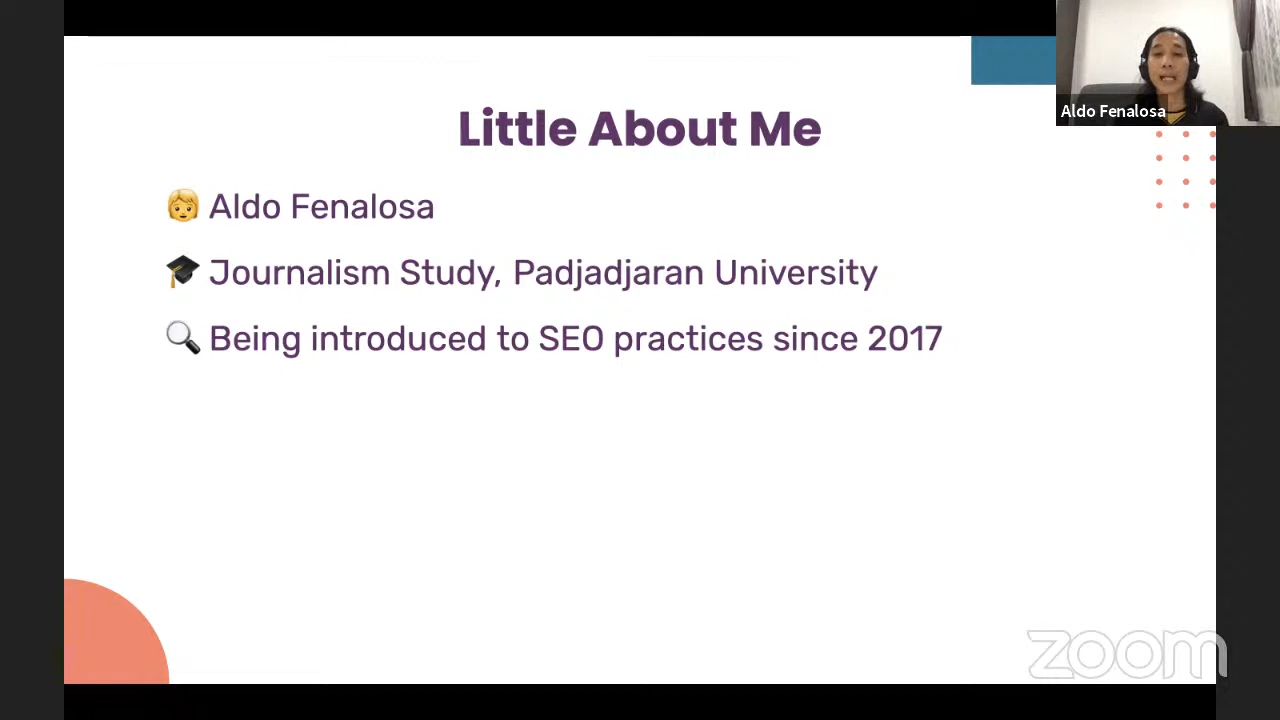 Little About Me
Aldo Fenalosa
Aldo Fenalosa
Journalism Study, Padjadjaran University
Being introduced to SEO practices since 2017
zoom